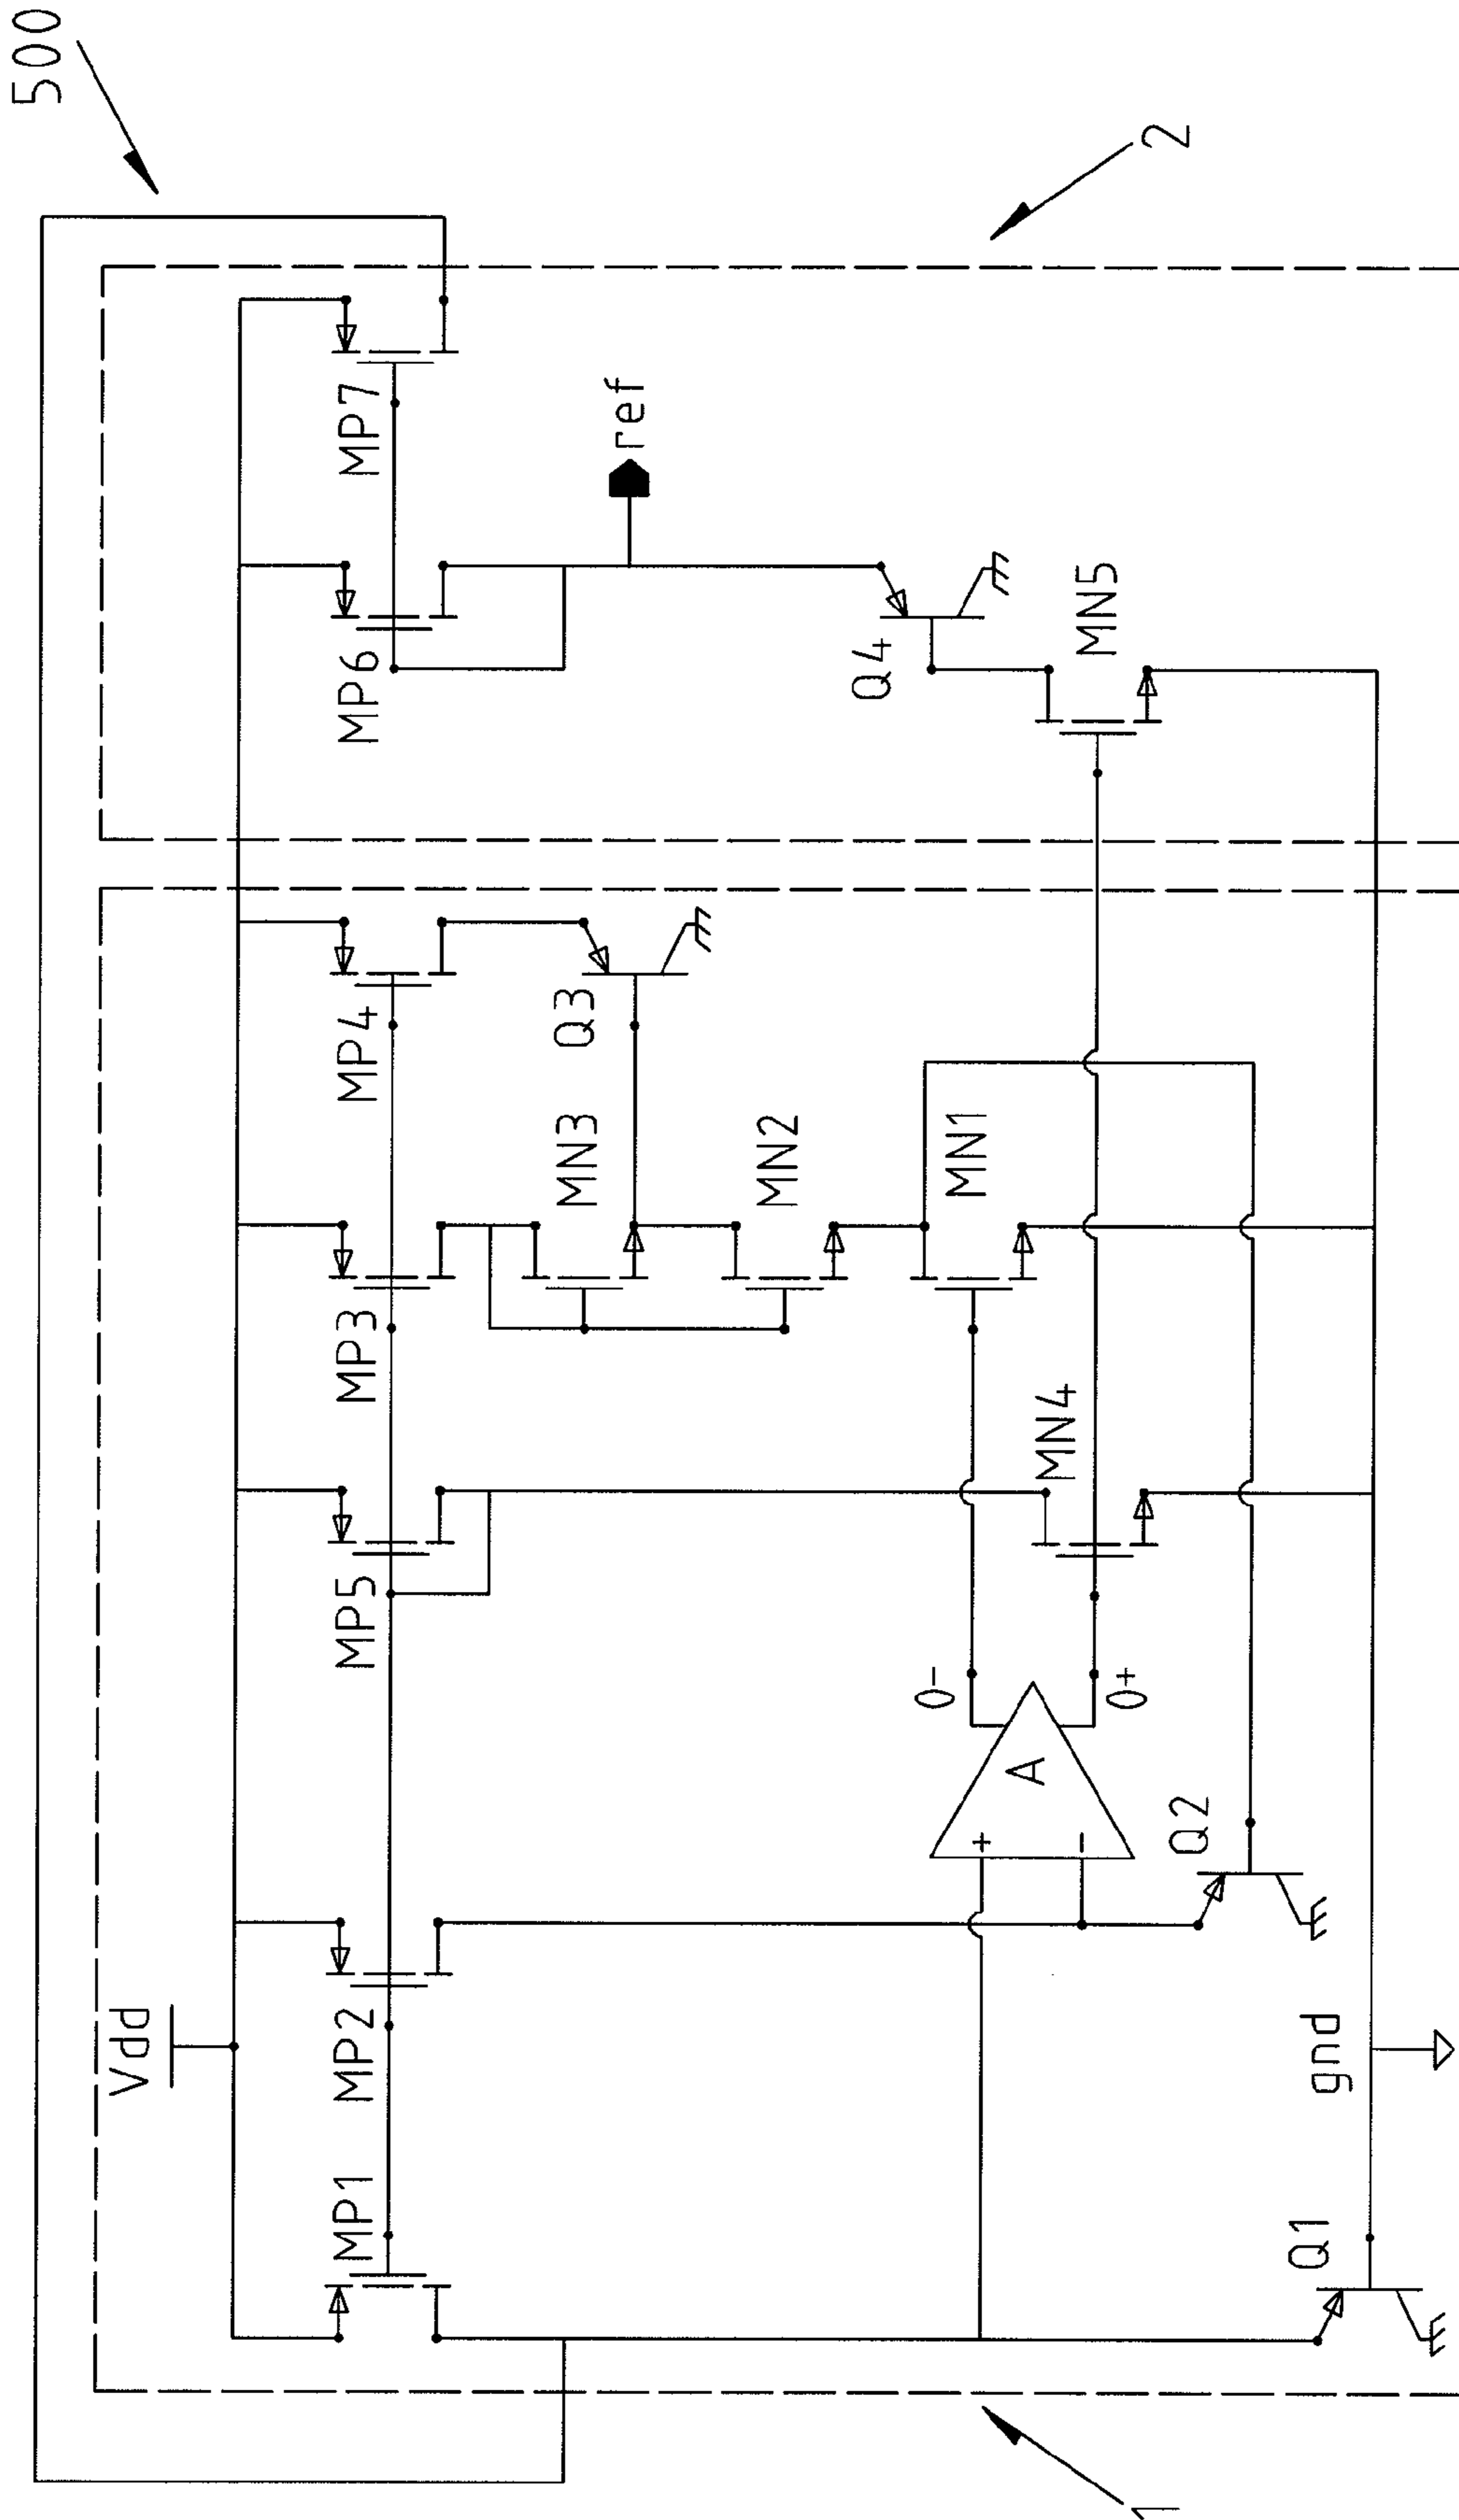 500
2
Vdd
MP1
MP2
MP5
MP3
MP4
MP6
MP7
ref
MN3
Q3
MN2
MN1
Q4
MN5
MN4
A
+
-
O-
O+
Q2
Q1
gnd
1